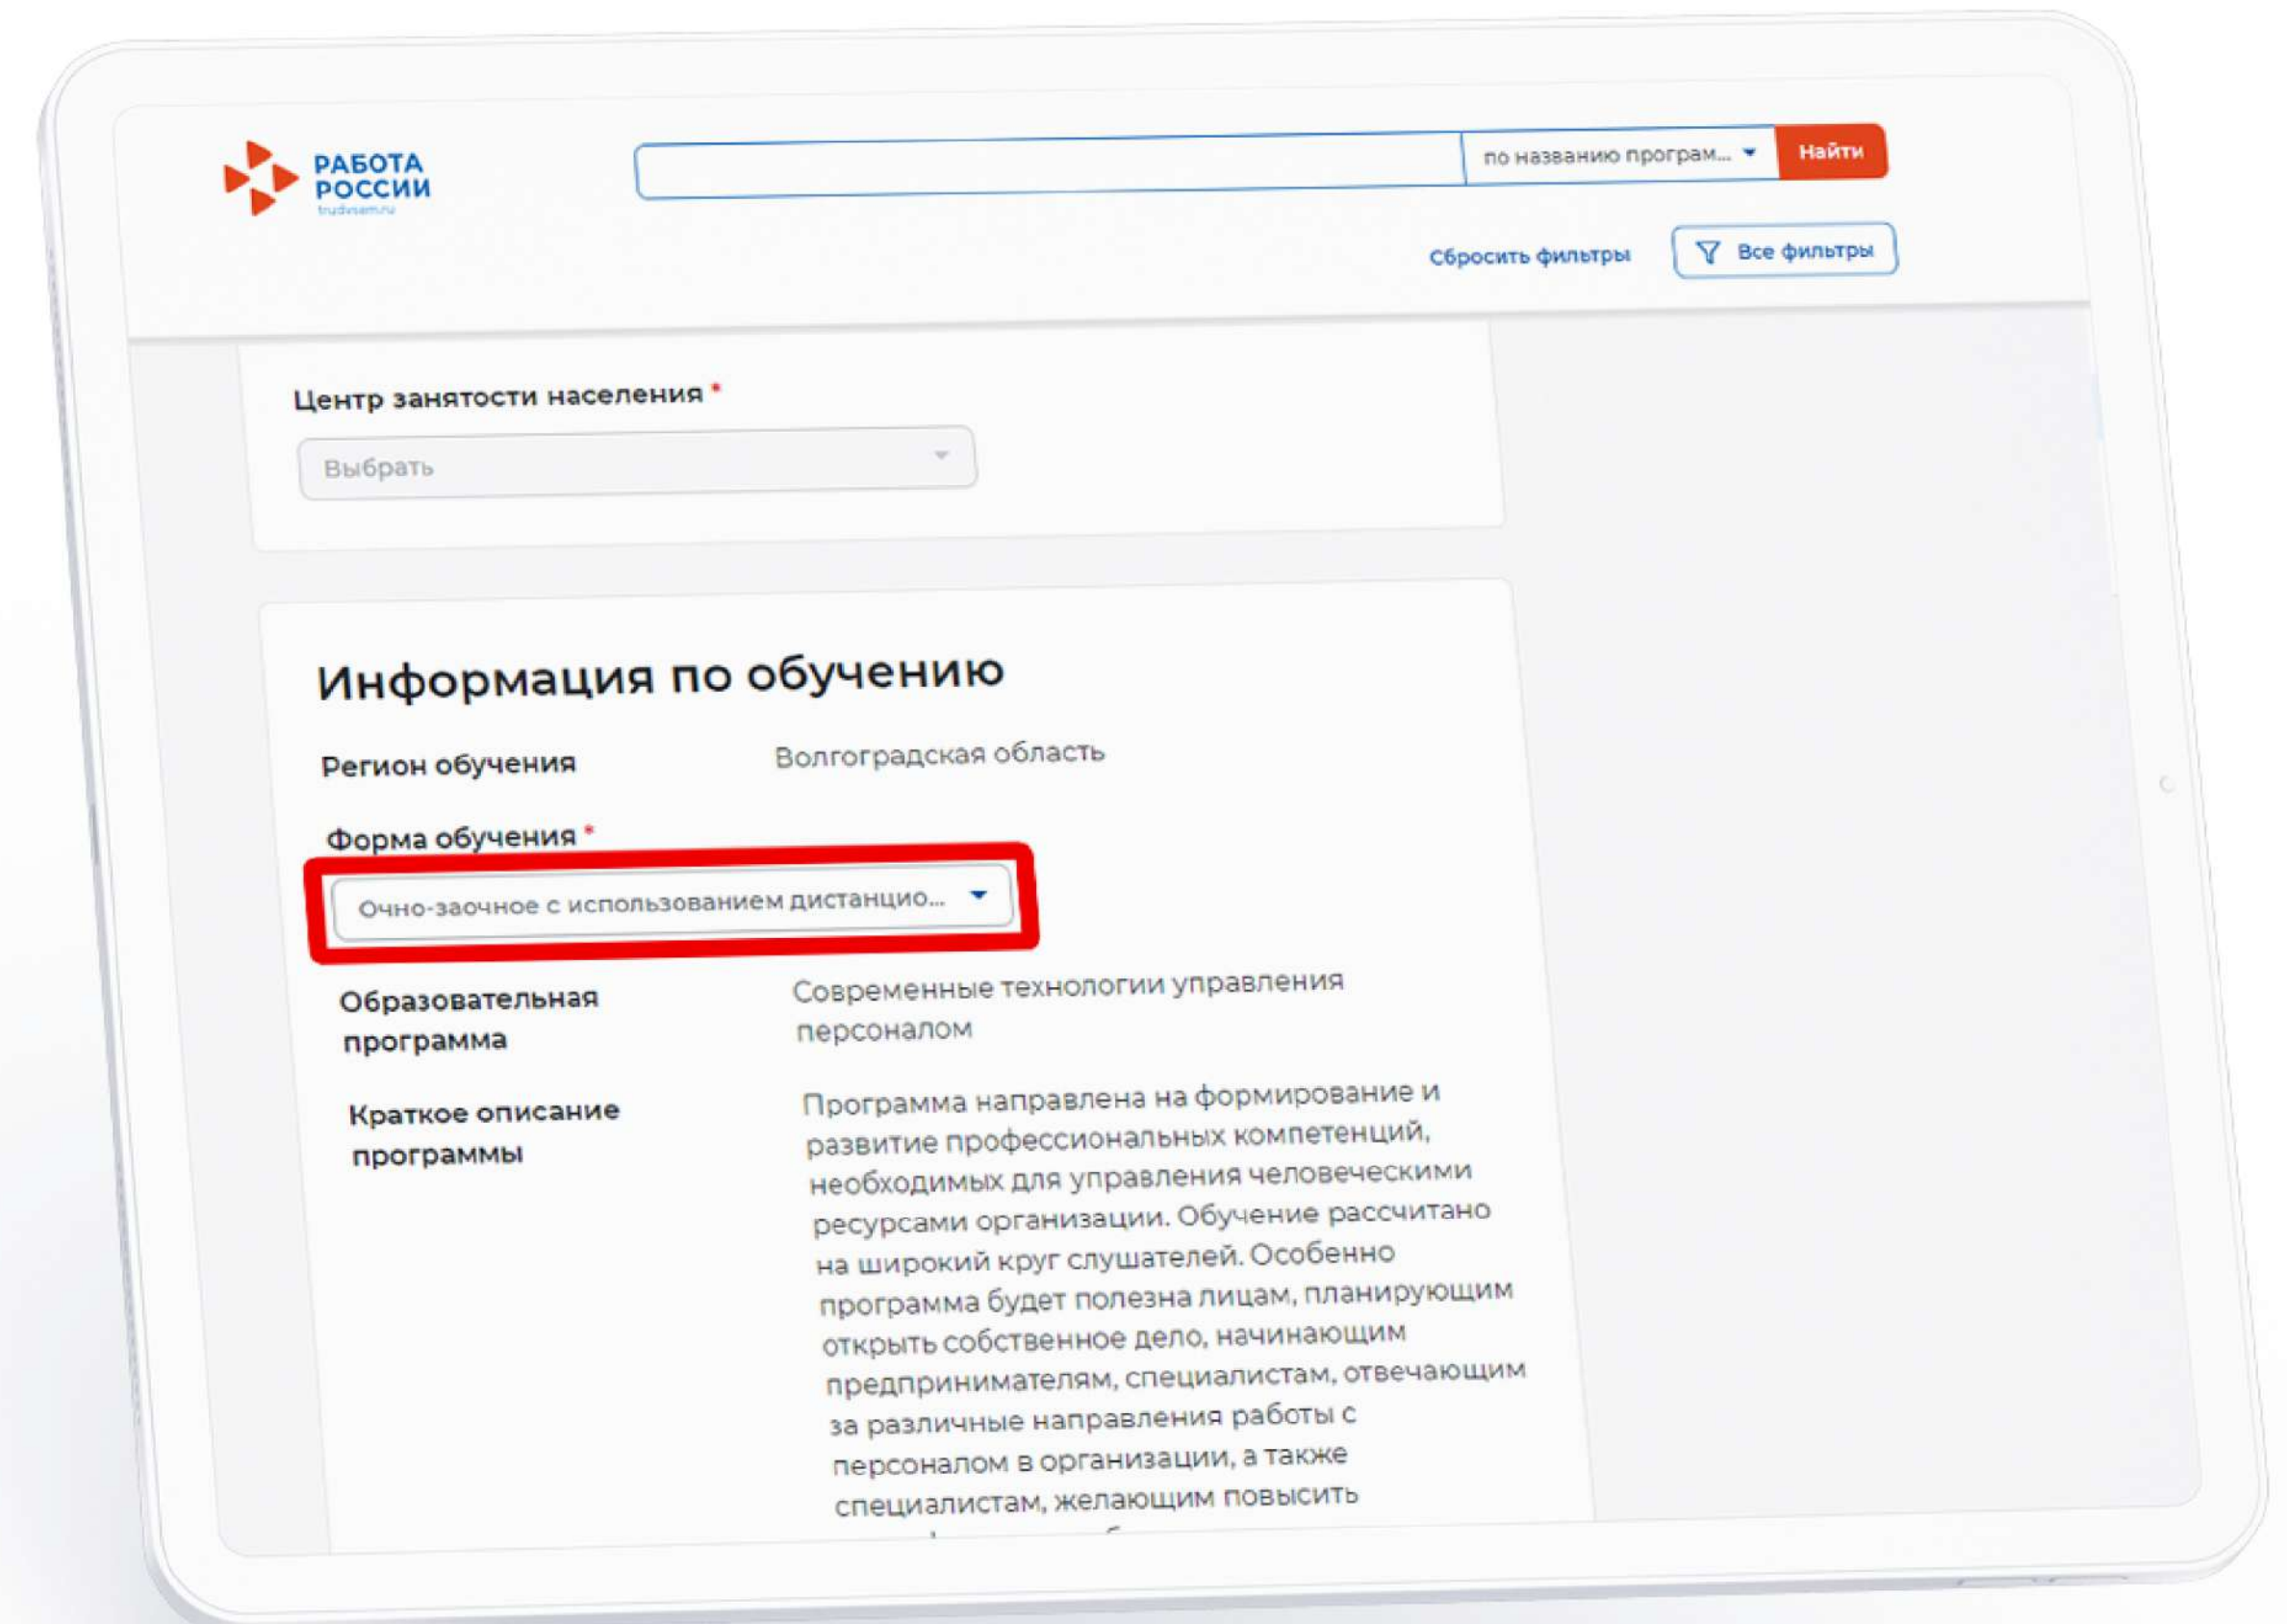 РАБОТА
РОССИИ
trudvsem.ru
по названию програм...
Найти
Сбросить фильтры
Все фильтры
Центр занятости населения *
Выбрать
Информация по обучению
Регион обучения
Волгоградская область
Форма обучения *
Очно-заочное с использованием дистанцио...
Образовательная
программа
Современные технологии управления
персоналом
Краткое описание
программы
Программа направлена на формирование и
развитие профессиональных компетенций,
необходимых для управления человеческими
ресурсами организации. Обучение рассчитано
на широкий круг слушателей. Особенно
программа будет полезна лицам, планирующим
открыть собственное дело, начинающим
предпринимателям, специалистам, отвечающим
за различные направления работы с
персоналом в организации, а также
специалистам, желающим повысить